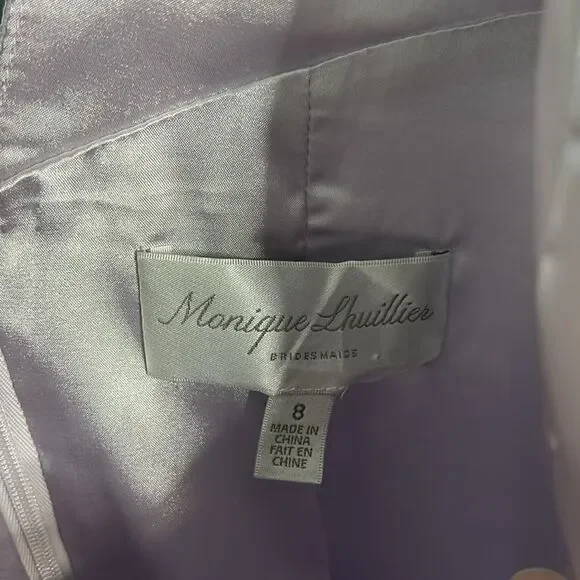 Monique Lhuillier
BRIDESMAIDS
8
MADE IN
CHINA
FAIT EN
CHINE